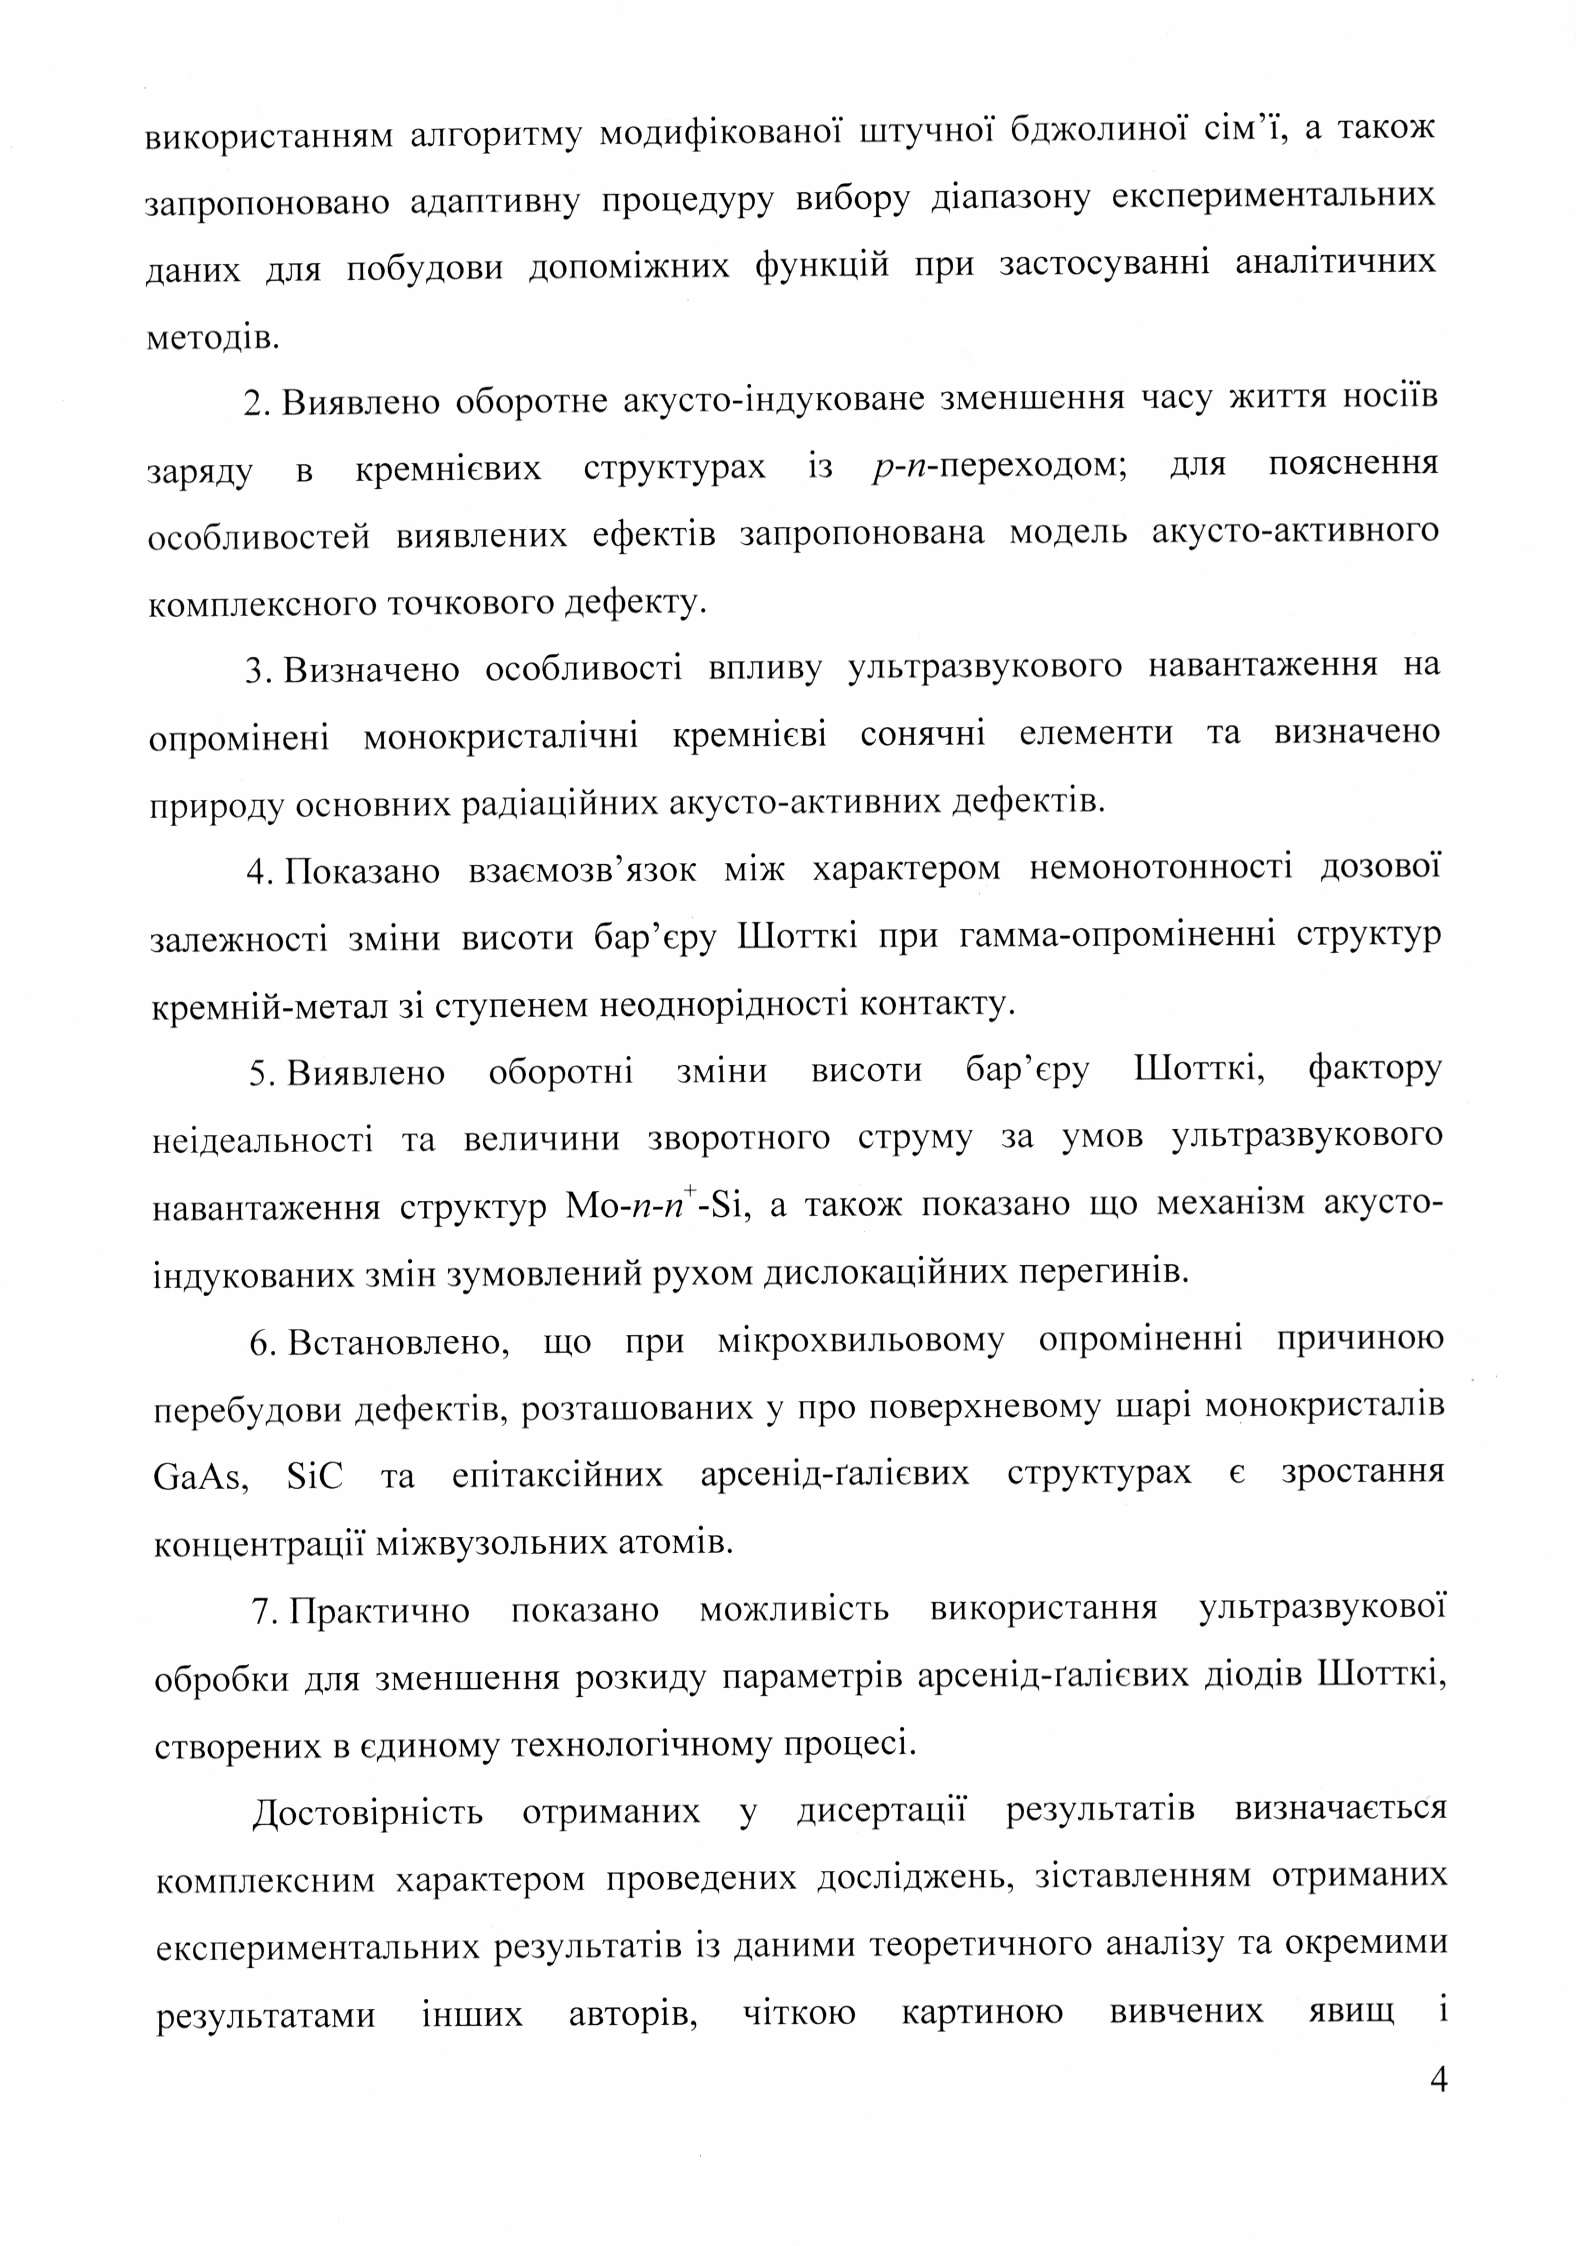 використанням алгоритму модифікованої штучної бджолиної сім’ї, а також
запропоновано адаптивну процедуру вибору діапазону експериментальних
даних для побудови допоміжних функцій при застосуванні аналітичних
методів.
2. Виявлено оборотне акусто-індуковане зменшення часу життя носіїв
заряду в кремнієвих структурах із p-n-переходом; для пояснення
особливостей виявлених ефектів запропонована модель акусто-активного
комплексного точкового дефекту.
3. Визначено особливості впливу ультразвукового навантаження на
опромінені монокристалічні кремнієві сонячні елементи та визначено
природу основних радіаційних акусто-активних дефектів.
4. Показано взаємозв’язок між характером немонотонності дозової
залежності зміни висоти бар’єру Шотткі при гамма-опроміненні структур
кремній-метал зі ступенем неоднорідності контакту.
5. Виявлено оборотні зміни висоти бар’єру Шотткі, фактору
неідеальності та величини зворотного струму за умов ультразвукового
навантаження структур Mo-n-n⁺-Si, а також показано що механізм акусто-
індукованих змін зумовлений рухом дислокаційних перегинів.
6. Встановлено, що при мікрохвильовому опроміненні причиною
перебудови дефектів, розташованих у про поверхневому шарі монокристалів
GaAs, SiC та епітаксійних арсенід-ґалієвих структурах є зростання
концентрації міжвузольних атомів.
7. Практично показано можливість використання ультразвукової
обробки для зменшення розкиду параметрів арсенід-ґалієвих діодів Шотткі,
створених в єдиному технологічному процесі.
Достовірність отриманих у дисертації результатів визначається
комплексним характером проведених досліджень, зіставленням отриманих
експериментальних результатів із даними теоретичного аналізу та окремими
результатами інших авторів, чіткою картиною вивчених явищ і
4